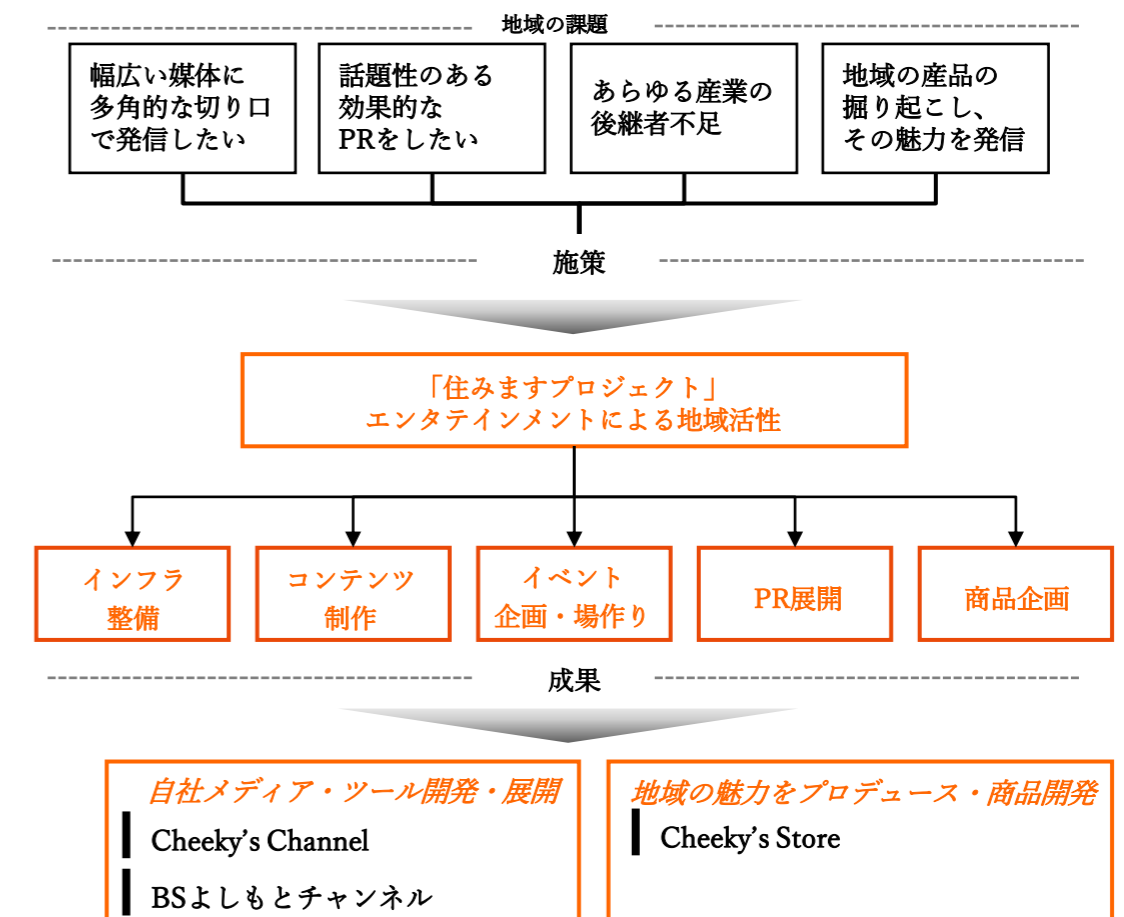 地域の課題
幅広い媒体に
多角的な切り口
で発信したい
話題性のある
効果的な
PRをしたい
あらゆる産業の
後継者不足
地域の産品の
掘り起こし、
その魅力を発信
施策
「住みますプロジェクト」
エンタテインメントによる地域活性
インフラ
整備
コンテンツ
制作
イベント
企画・場作り
PR展開
商品企画
成果
自社メディア・ツール開発・展開
Cheeky’s Channel
BSよしもとチャンネル
地域の魅力をプロデュース・商品開発
Cheeky’s Store